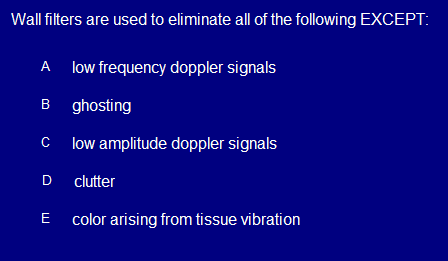 Wall filters are used to eliminate all of the following EXCEPT:
A low frequency doppler signals
B ghosting
C low amplitude doppler signals
D clutter
E color arising from tissue vibration